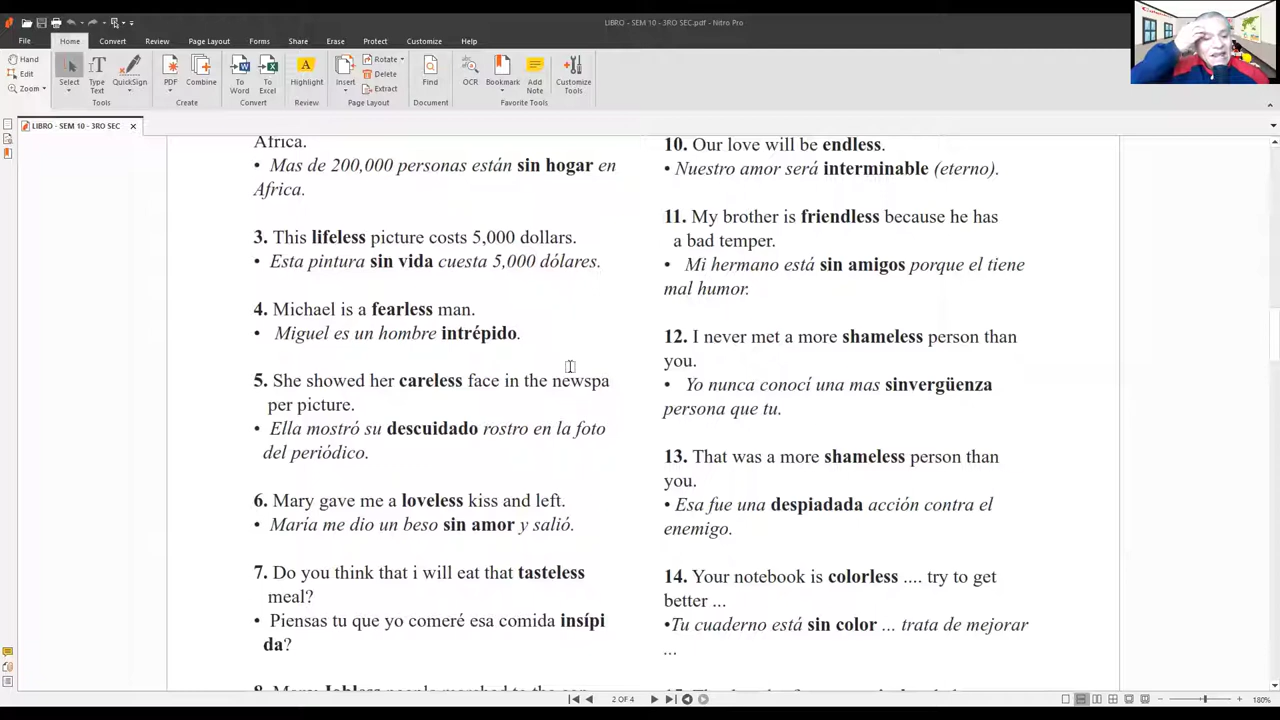 LIBRO - SEM 10 - 3RO SEC.pdf - Nitro Pro
File Home Convert Review Page Layout Forms Share Erase Protect Customize Help
Hand
Edit
Zoom
Select
Type Text
QuickSign
PDF
Combine
To Word
To Excel
Highlight
Insert
Rotate
Delete
Extract
Find
OCR
Bookmark
Add Note
Customize Tools
Tools Create Convert Review Page Layout Document Favorite Tools
LIBRO - SEM 10 - 3RO SEC
Africa.
• Mas de 200,000 personas están sin hogar en
Africa.
3. This lifeless picture costs 5,000 dollars.
• Esta pintura sin vida cuesta 5,000 dólares.
4. Michael is a fearless man.
• Miguel es un hombre intrépido.
5. She showed her careless face in the newspa
per picture.
• Ella mostró su descuidado rostro en la foto
del periódico.
6. Mary gave me a loveless kiss and left.
• María me dio un beso sin amor y salió.
7. Do you think that i will eat that tasteless
meal?
• Piensas tu que yo comeré esa comida insípi
da?
10. Our love will be endless.
• Nuestro amor será interminable (eterno).
11. My brother is friendless because he has
a bad temper.
• Mi hermano está sin amigos porque el tiene
mal humor.
12. I never met a more shameless person than
you.
• Yo nunca conocí una mas sinvergüenza
persona que tu.
13. That was a more shameless person than
you.
• Esa fue una despiadada acción contra el
enemigo.
14. Your notebook is colorless .... try to get
better ...
•Tu cuaderno está sin color ... trata de mejorar
...
2 OF 4
180%